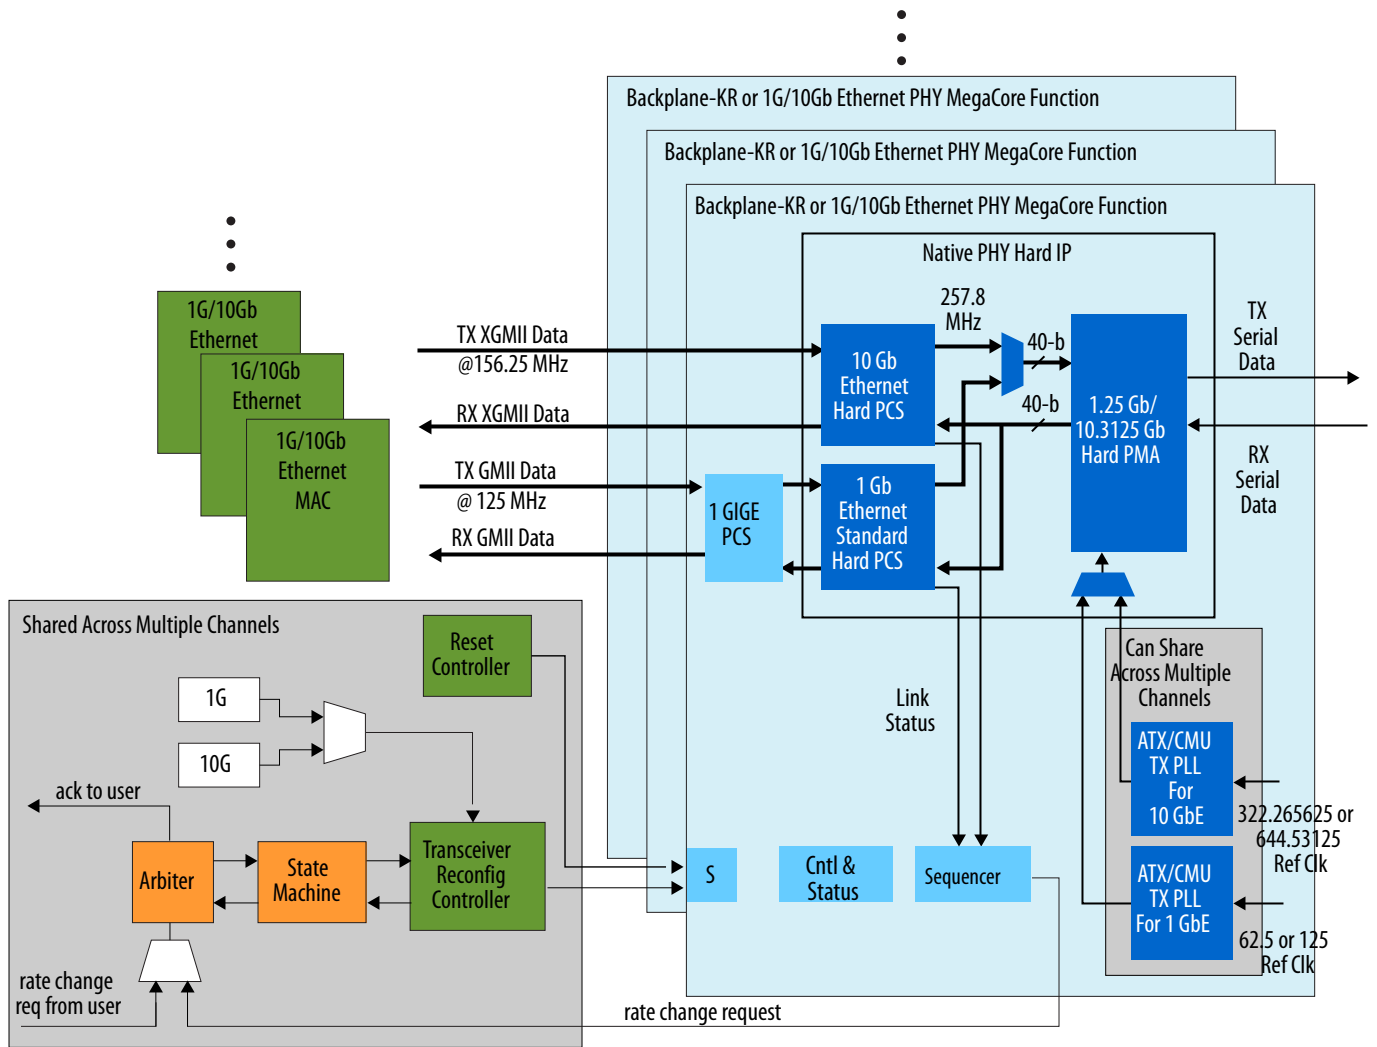 Backplane-KR or 1G/10Gb Ethernet PHY MegaCore Function
Backplane-KR or 1G/10Gb Ethernet PHY MegaCore Function
Backplane-KR or 1G/10Gb Ethernet PHY MegaCore Function
Native PHY Hard IP
257.8
MHz
1G/10Gb
Ethernet
1G/10Gb
Ethernet
1G/10Gb
Ethernet
MAC
TX XGMII Data
@156.25 MHz
RX XGMII Data
TX GMII Data
@ 125 MHz
RX GMII Data
10 Gb
Ethernet
Hard PCS
40-b
40-b
1.25 Gb/
10.3125 Gb
Hard PMA
TX
Serial
Data
RX
Serial
Data
1 GIGE
PCS
1 Gb
Ethernet
Standard
Hard PCS
Shared Across Multiple Channels
Reset
Controller
1G
10G
ack to user
Arbiter
State
Machine
Transceiver
Reconfig
Controller
rate change
req from user
rate change request
Link
Status
S
Cntl &
Status
Sequencer
Can Share
Across Multiple
Channels
ATX/CMU
TX PLL
For
10 GbE
322.265625 or
644.53125
Ref Clk
ATX/CMU
TX PLL
For 1 GbE
62.5 or 125
Ref Clk